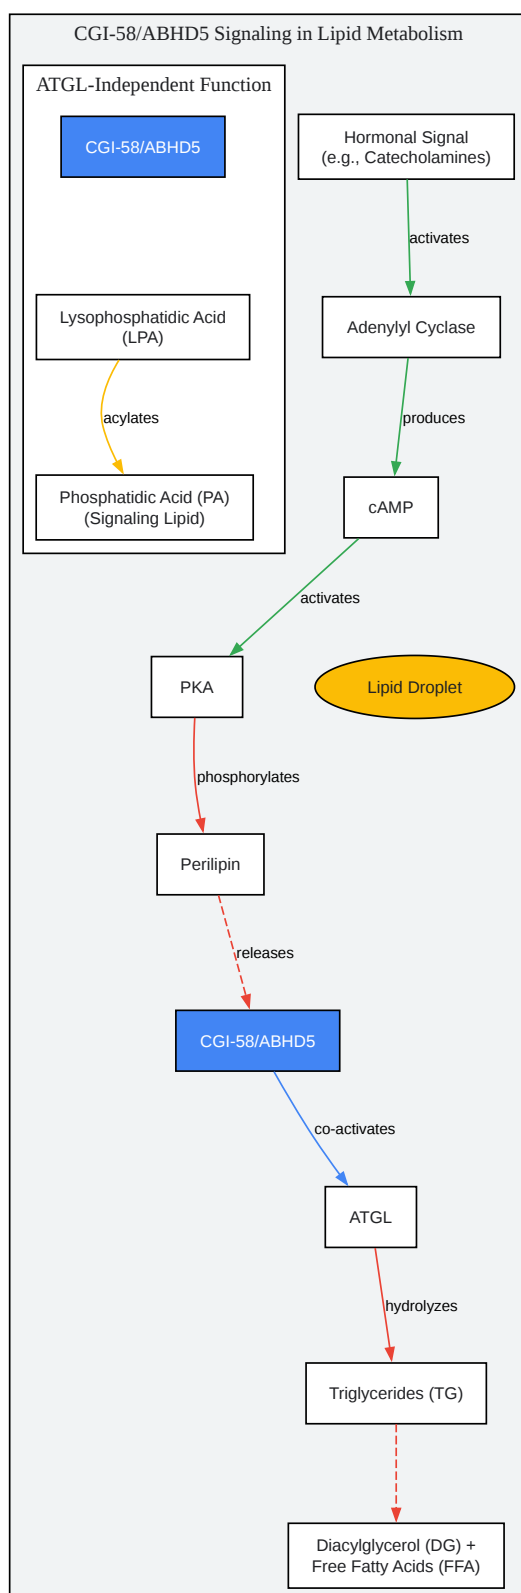 CGI-58/ABHD5 Signaling in Lipid Metabolism
ATGL-Independent Function
CGI-58/ABHD5
Lysophosphatidic Acid
(LPA)
acylates
Phosphatidic Acid (PA)
(Signaling Lipid)
Hormonal Signal
(e.g., Catecholamines)
activates
Adenylyl Cyclase
produces
cAMP
activates
PKA
Lipid Droplet
phosphorylates
Perilipin
releases
CGI-58/ABHD5
co-activates
ATGL
hydrolyzes
Triglycerides (TG)
Diacylglycerol (DG) +
Free Fatty Acids (FFA)